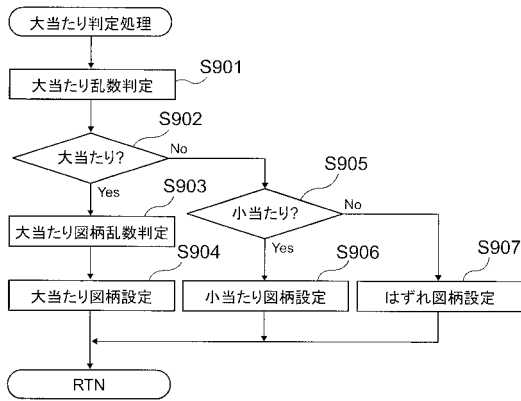 大当たり判定処理
S901
大当たり乱数判定
S902
大当たり?
No
S905
Yes
S903
小当たり?
No
大当たり図柄乱数判定
Yes
S904
S906
S907
大当たり図柄設定
小当たり図柄設定
はずれ図柄設定
RTN